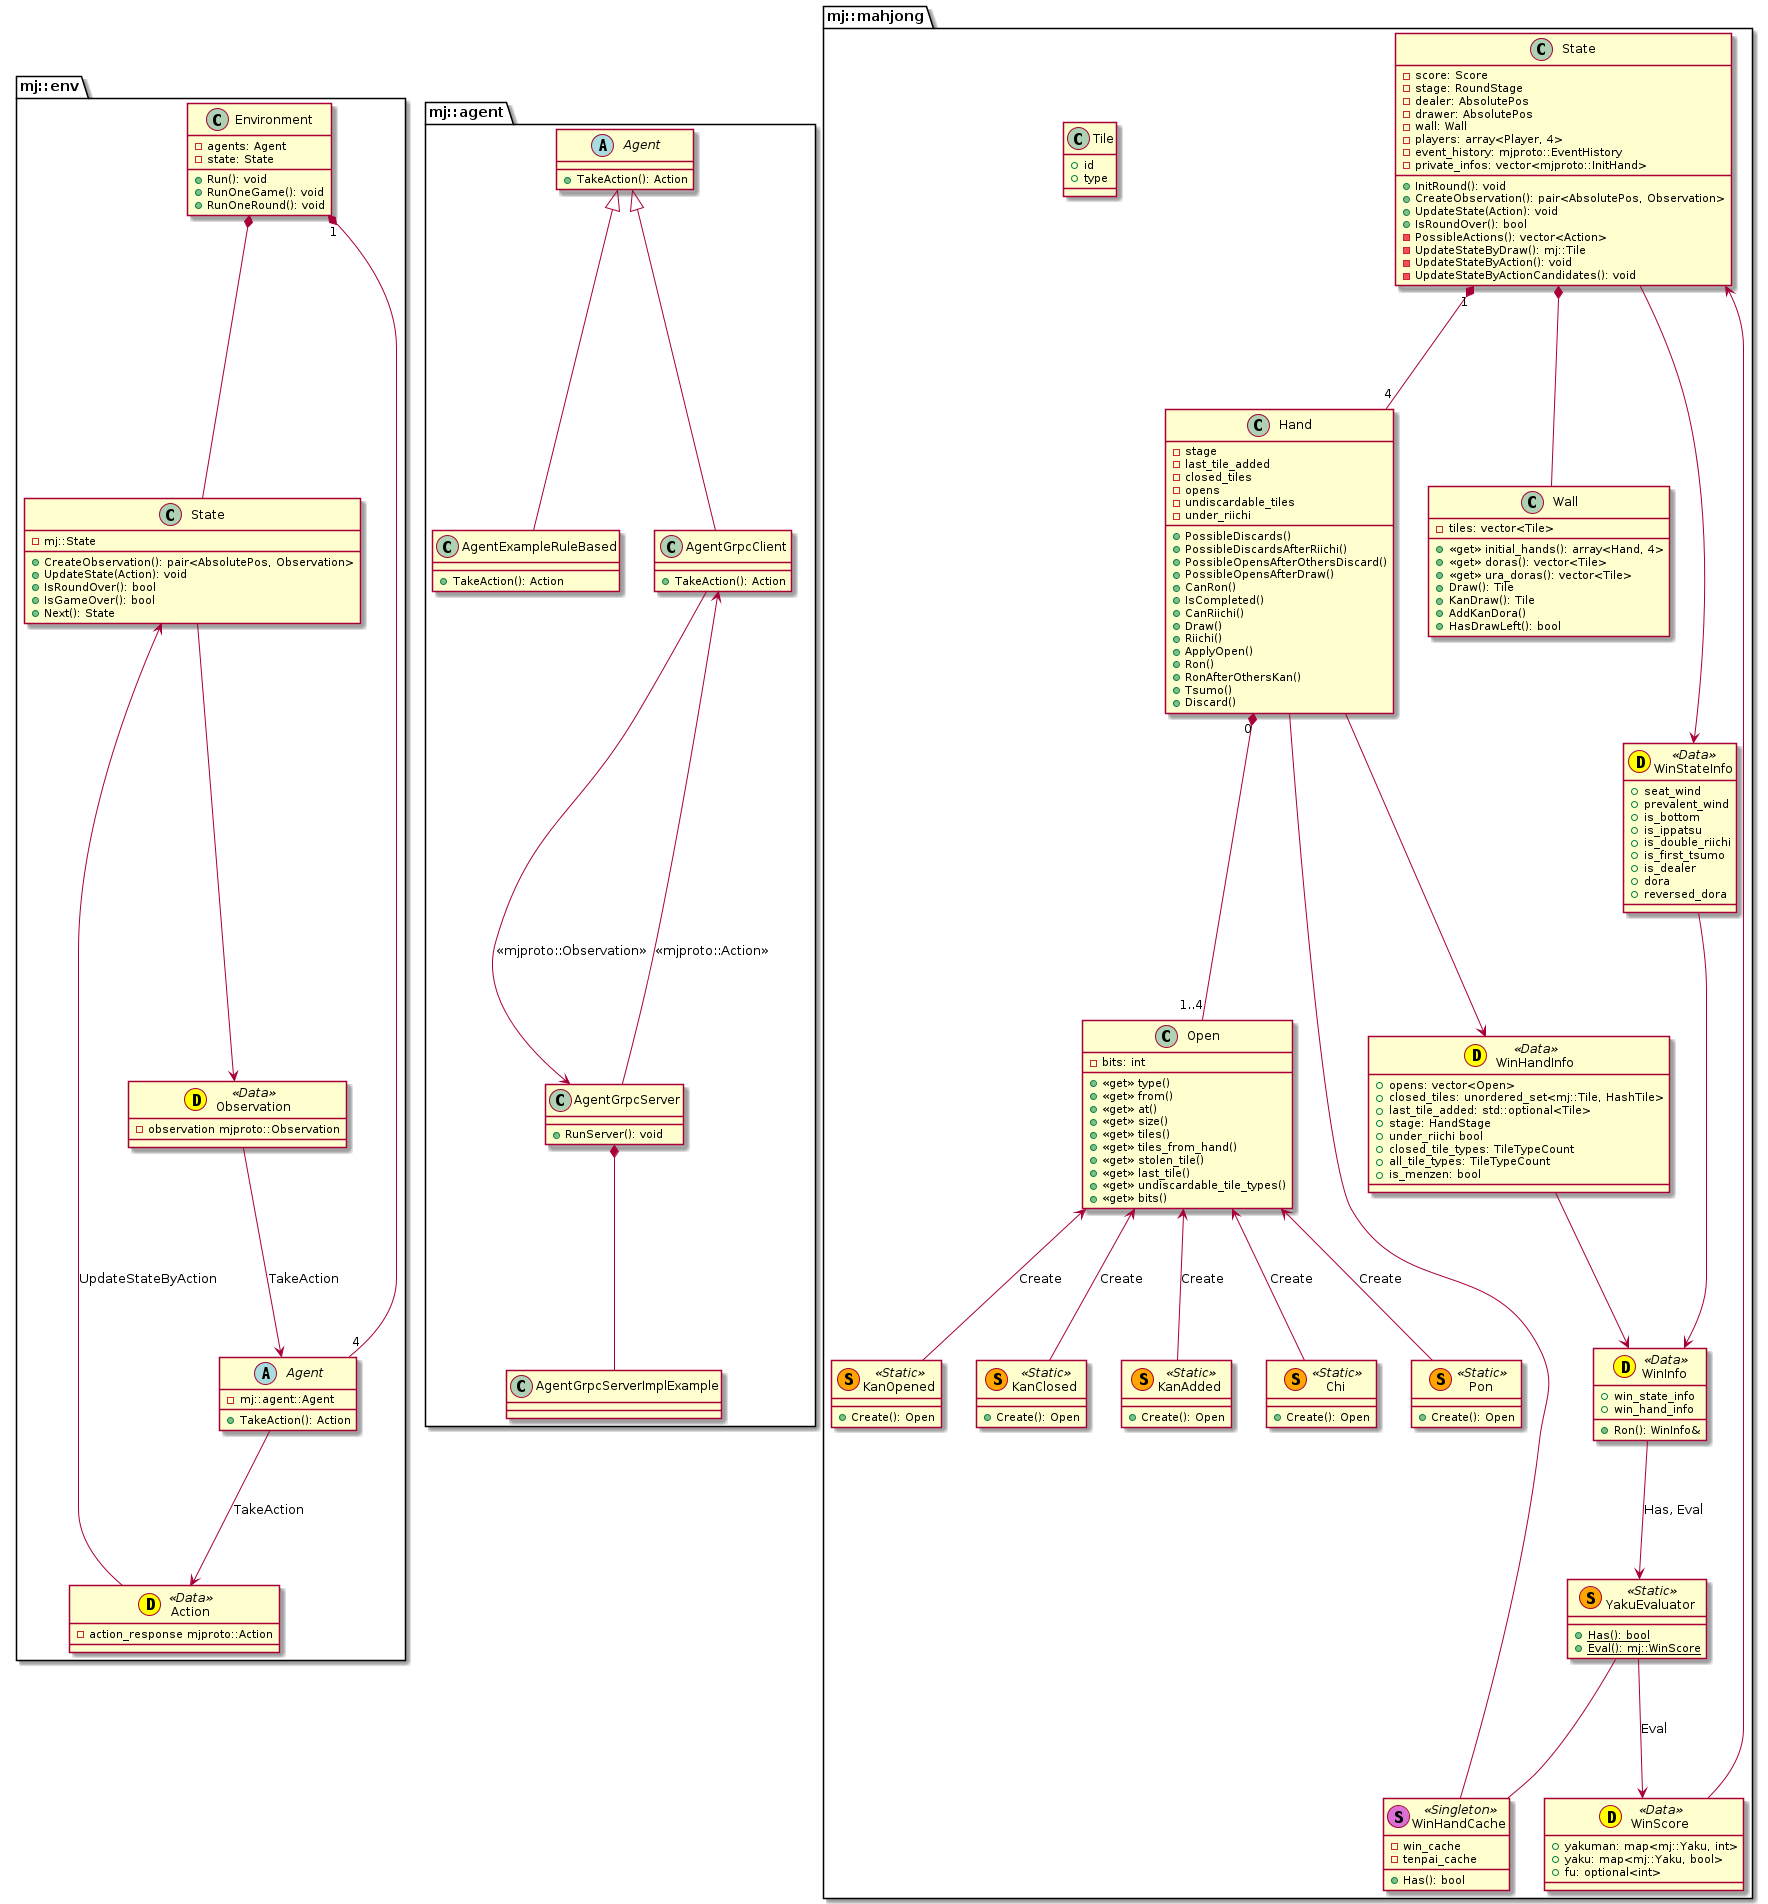 mj::env
Environment
agents: Agent
state: State
Run(): void
RunOneGame(): void
RunOneRound(): void
1
State
mj::State
CreateObservation(): pair<AbsolutePos, Observation>
UpdateState(Action): void
IsRoundOver(): bool
IsGameOver(): bool
Next(): State
«Data»
Observation
observation mjproto::Observation
UpdateStateByAction
TakeAction
4
Agent
mj::agent::Agent
TakeAction(): Action
TakeAction
«Data»
Action
action_response mjproto::Action
mj::agent
Agent
TakeAction(): Action
AgentExampleRuleBased
TakeAction(): Action
AgentGrpcClient
TakeAction(): Action
«mjproto::Observation»
«mjproto::Action»
AgentGrpcServer
RunServer(): void
AgentGrpcServerImplExample
mj::mahjong
Tile
id
type
State
score: Score
stage: RoundStage
dealer: AbsolutePos
drawer: AbsolutePos
wall: Wall
players: array<Player, 4>
event_history: mjproto::EventHistory
private_infos: vector<mjproto::InitHand>
InitRound(): void
CreateObservation(): pair<AbsolutePos, Observation>
UpdateState(Action): void
IsRoundOver(): bool
PossibleActions(): vector<Action>
UpdateStateByDraw(): mj::Tile
UpdateStateByAction(): void
UpdateStateByActionCandidates(): void
1
4
Hand
stage
last_tile_added
closed_tiles
opens
undiscardable_tiles
under_riichi
PossibleDiscards()
PossibleDiscardsAfterRiichi()
PossibleOpensAfterOthersDiscard()
PossibleOpensAfterDraw()
CanRon()
IsCompleted()
CanRiichi()
Draw()
Riichi()
ApplyOpen()
Ron()
RonAfterOthersKan()
Tsumo()
Discard()
0
Wall
tiles: vector<Tile>
«get» initial_hands(): array<Hand, 4>
«get» doras(): vector<Tile>
«get» ura_doras(): vector<Tile>
Draw(): Tile
KanDraw(): Tile
AddKanDora()
HasDrawLeft(): bool
«Data»
WinStateInfo
seat_wind
prevalent_wind
is_bottom
is_ippatsu
is_double_riichi
is_first_tsumo
is_dealer
dora
reversed_dora
1..4
Open
bits: int
«get» type()
«get» from()
«get» at()
«get» size()
«get» tiles()
«get» tiles_from_hand()
«get» stolen_tile()
«get» last_tile()
«get» undiscardable_tile_types()
«get» bits()
«Data»
WinHandInfo
opens: vector<Open>
closed_tiles: unordered_set<mj::Tile, HashTile>
last_tile_added: std::optional<Tile>
stage: HandStage
under_riichi bool
closed_tile_types: TileTypeCount
all_tile_types: TileTypeCount
is_menzen: bool
Create
Create
Create
Create
Create
«Static»
KanOpened
Create(): Open
«Static»
KanClosed
Create(): Open
«Static»
KanAdded
Create(): Open
«Static»
Chi
Create(): Open
«Static»
Pon
Create(): Open
«Data»
WinInfo
win_state_info
win_hand_info
Ron(): WinInfo&
Has, Eval
«Static»
YakuEvaluator
Has(): bool
Eval(): mj::WinScore
Eval
«Singleton»
WinHandCache
win_cache
tenpai_cache
Has(): bool
«Data»
WinScore
yakuman: map<mj::Yaku, int>
yaku: map<mj::Yaku, bool>
fu: optional<int>